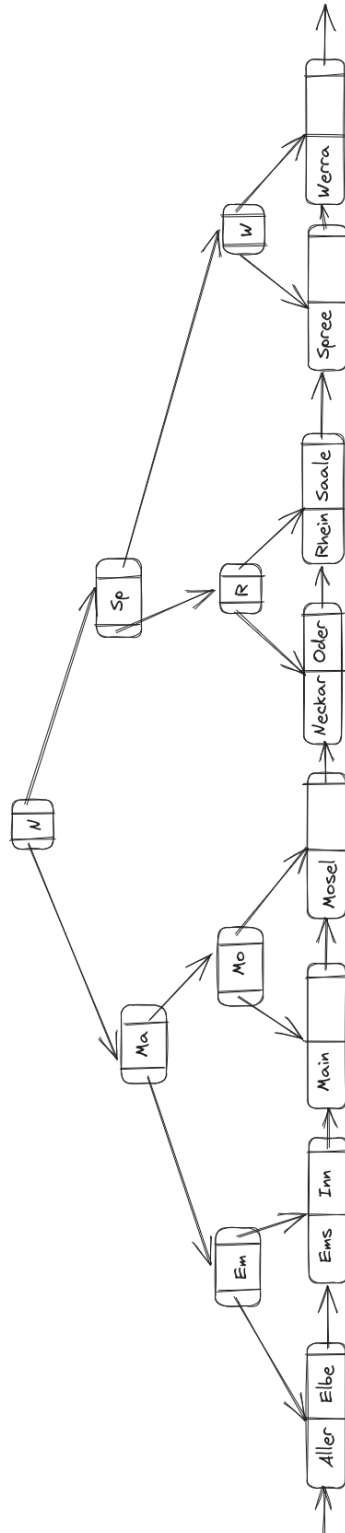 N
Ma
Sp
Em
Mo
R
W
Aller Elbe
Ems Inn
Main
Mosel
Neckar Oder
Rhein Saale
Spree
Werra